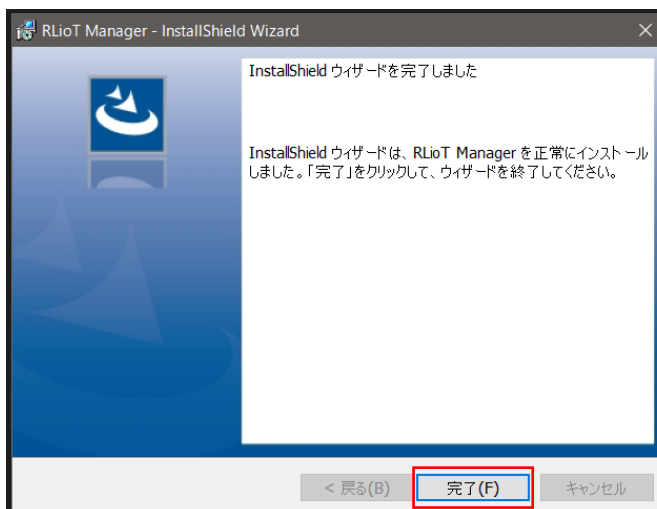 RLioT Manager - InstallShield Wizard
InstallShield ウィザードを完了しました
InstallShield ウィザードは、RLioT Manager を正常にインストール
しました。「完了」をクリックして、ウィザードを終了してください。
< 戻る(B) 完了(F) キャンセル